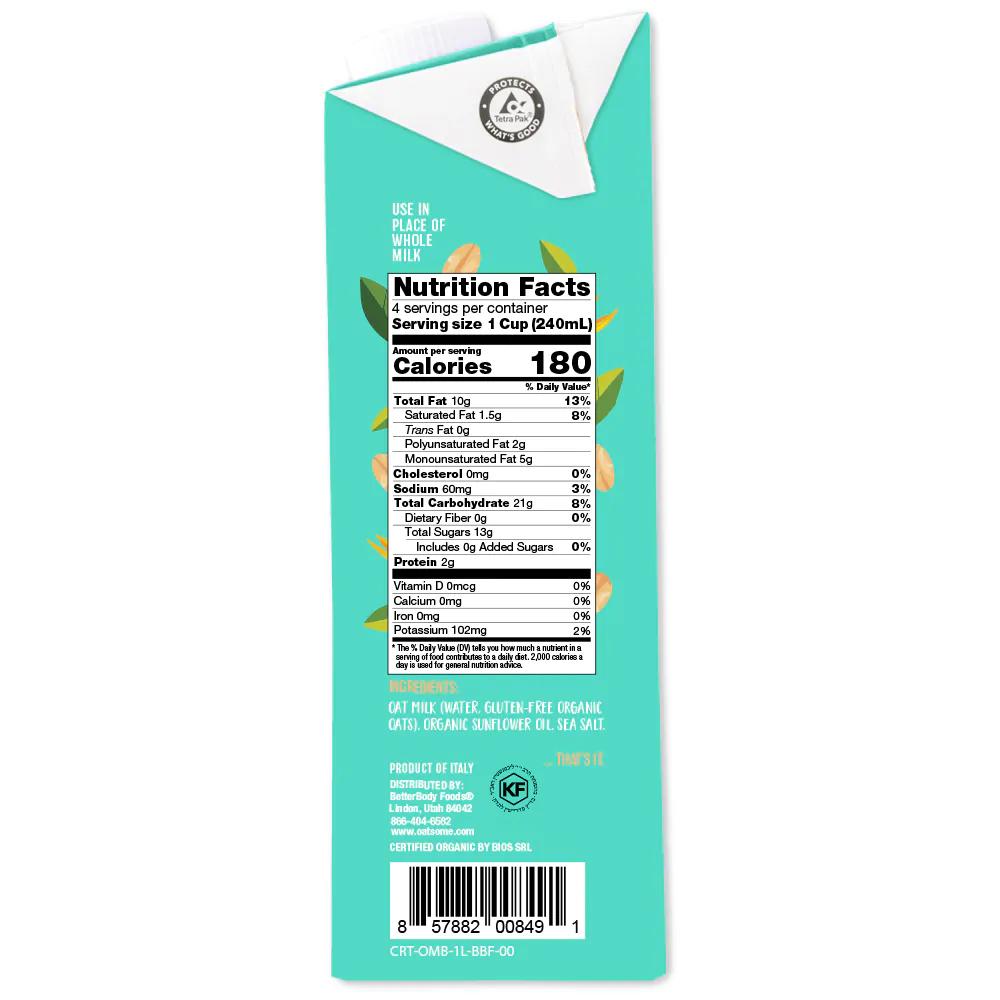 PROTECTS
Tetra Pak®
WHAT'S GOOD
USE IN
PLACE OF
WHOLE
MILK
Nutrition Facts
4 servings per container
Serving size 1 Cup (240mL)
Amount per serving
Calories 180
% Daily Value*
Total Fat 10g 13%
Saturated Fat 1.5g 8%
Trans Fat 0g
Polyunsaturated Fat 2g
Monounsaturated Fat 5g
Cholesterol 0mg 0%
Sodium 60mg 3%
Total Carbohydrate 21g 8%
Dietary Fiber 0g 0%
Total Sugars 13g
Includes 0g Added Sugars 0%
Protein 2g
Vitamin D 0mcg 0%
Calcium 0mg 0%
Iron 0mg 0%
Potassium 102mg 2%
* The % Daily Value (DV) tells you how much a nutrient in a
serving of food contributes to a daily diet. 2,000 calories a
day is used for general nutrition advice.
INGREDIENTS:
OAT MILK (WATER, GLUTEN-FREE ORGANIC
OATS), ORGANIC SUNFLOWER OIL, SEA SALT.
... THAT'S IT.
PRODUCT OF ITALY
DISTRIBUTED BY:
BetterBody Foods®
Lindon, Utah 84042
866-404-6582
www.oatsome.com
KF
CERTIFIED ORGANIC BY BIOS SRL
8 57882 00849 1
CRT-OMB-1L-BBF-00